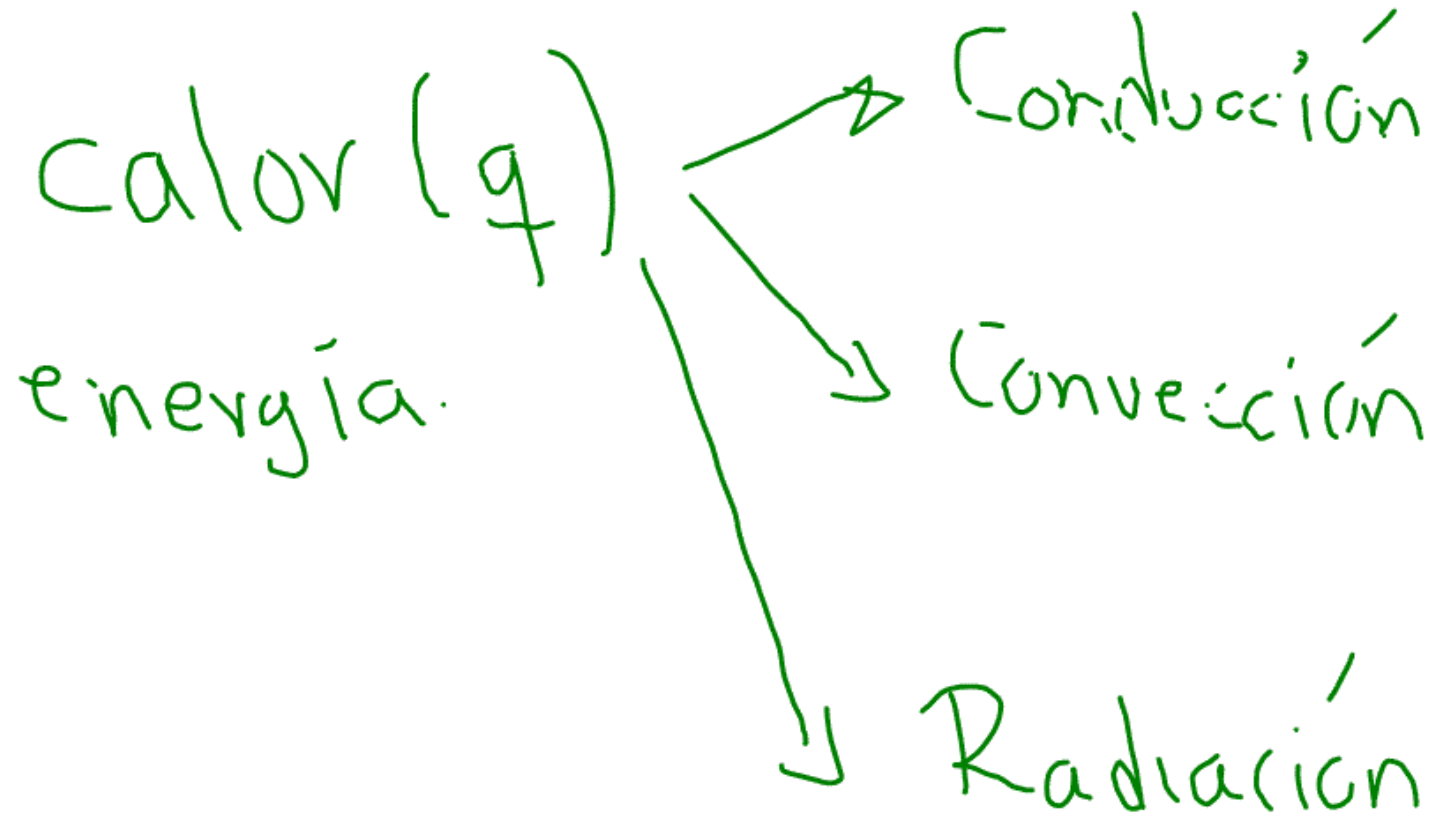 Calor (q)
energía.
Conducción
Convección
Radiación